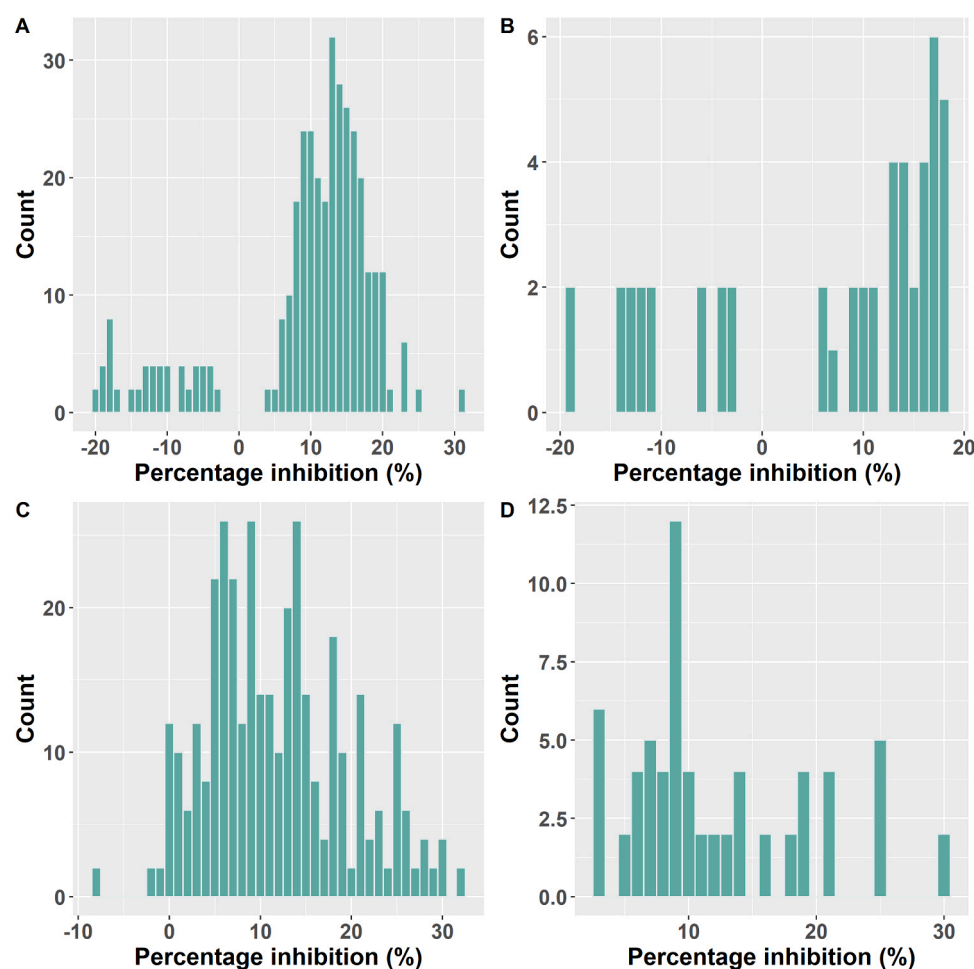 A
30
20
10
0
Count
-20 -10 0 10 20 30
Percentage inhibition (%)
B
6
4
2
0
Count
-20 -10 0 10 20
Percentage inhibition (%)
C
20
10
0
Count
-10 0 10 20 30
Percentage inhibition (%)
D
12.5
10.0
7.5
5.0
2.5
0.0
Count
10 20 30
Percentage inhibition (%)